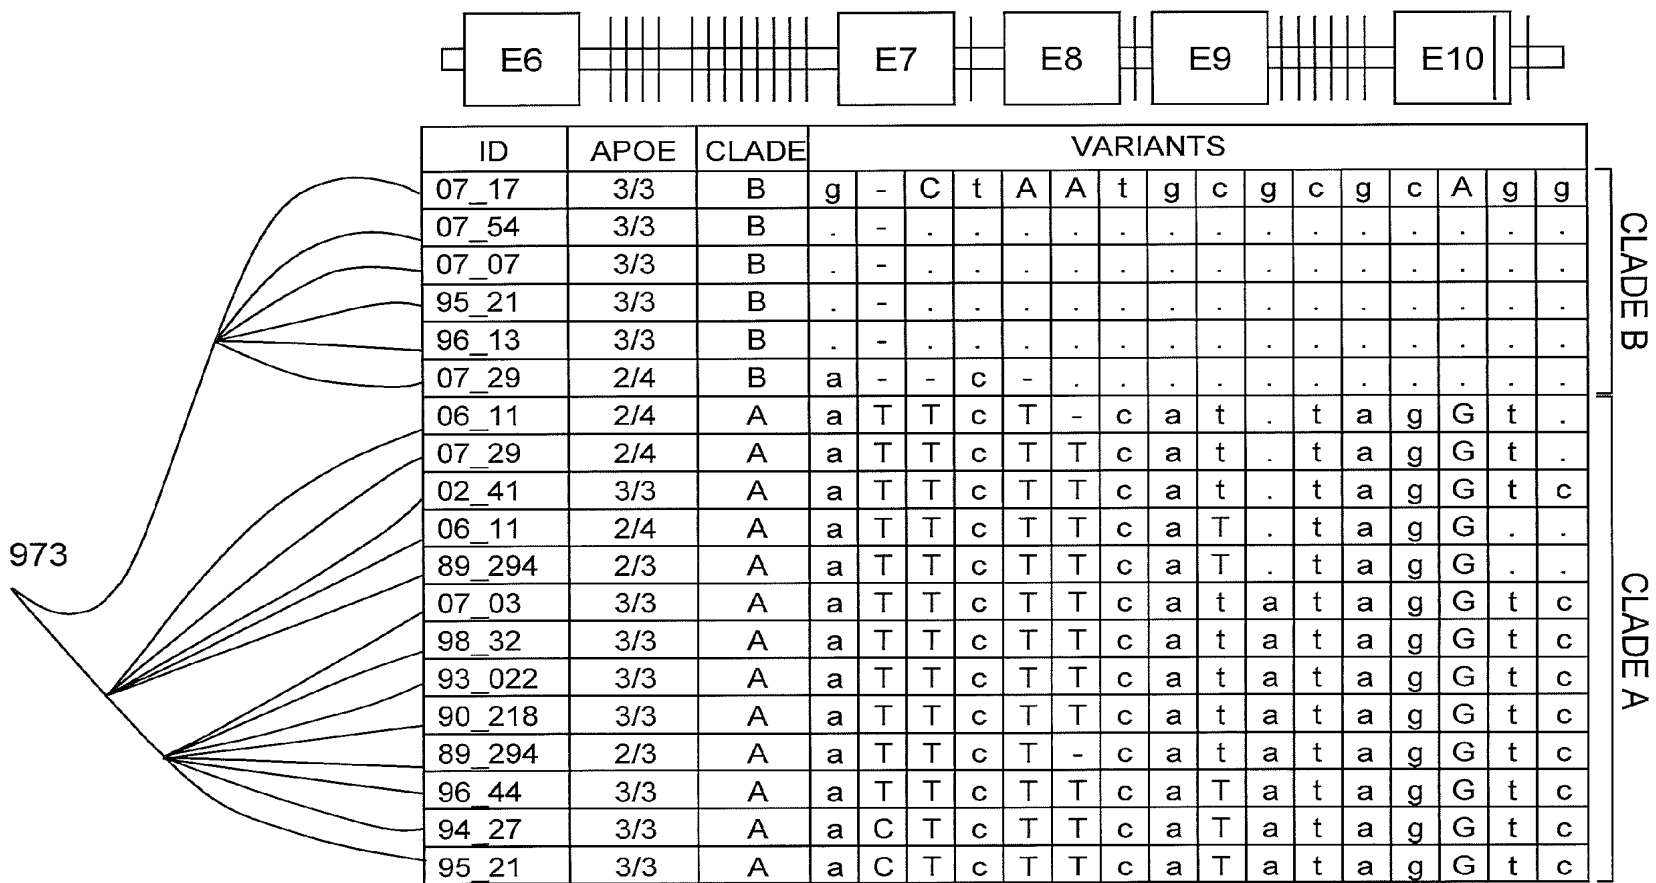 E6 E7 E8 E9 E10
ID APOE CLADE VARIANTS
07_17 3/3 B g - C t A A t g c g c g c A g g
07_54 3/3 B . - . . . . . . . . . . . . . .
07_07 3/3 B . - . . . . . . . . . . . . . .
95_21 3/3 B . - . . . . . . . . . . . . . .
96_13 3/3 B . - . . . . . . . . . . . . . .
07_29 2/4 B a - - c - . . . . . . . . . . .
06_11 2/4 A a T T c T - c a t . t a g G t .
07_29 2/4 A a T T c T T c a t . t a g G t .
02_41 3/3 A a T T c T T c a t . t a g G t c
06_11 2/4 A a T T c T T c a T . t a g G . .
89_294 2/3 A a T T c T T c a T . t a g G . .
07_03 3/3 A a T T c T T c a t a t a g G t c
98_32 3/3 A a T T c T T c a t a t a g G t c
93_022 3/3 A a T T c T T c a t a t a g G t c
90_218 3/3 A a T T c T T c a t a t a g G t c
89_294 2/3 A a T T c T - c a t a t a g G t c
96_44 3/3 A a T T c T T c a T a t a g G t c
94_27 3/3 A a C T c T T c a T a t a g G t c
95_21 3/3 A a C T c T T c a T a t a g G t c
CLADE B
CLADE A
973